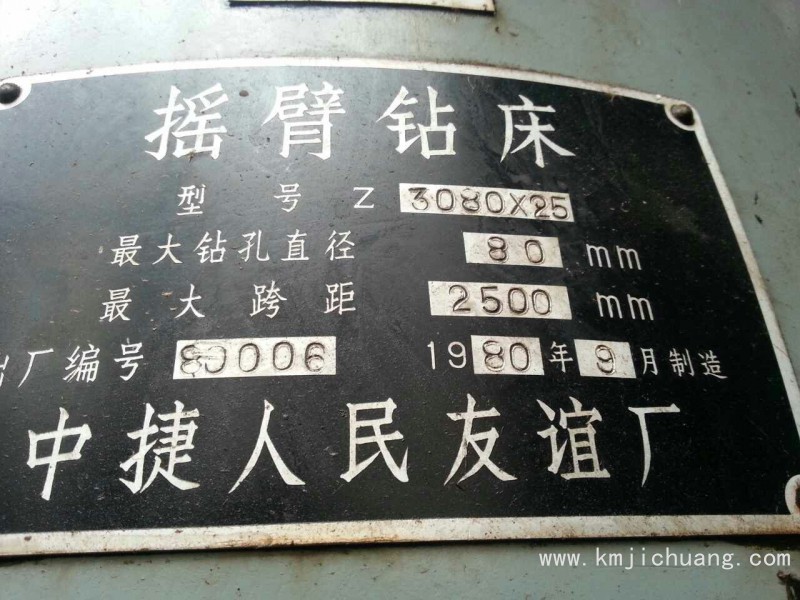 摇臂钻床
型号 Z 3080X25
最大钻孔直径 80 mm
最大跨距 2500 mm
出厂编号 80006 1980年9月制造
中捷人民友谊厂
www.kmjichuang.com